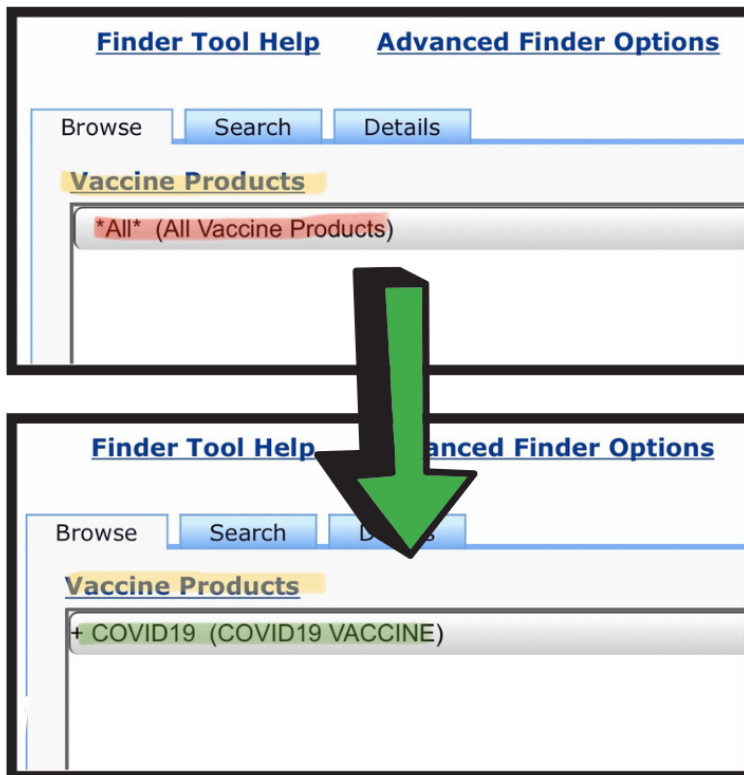 Finder Tool Help Advanced Finder Options
Browse Search Details
Vaccine Products
*All* (All Vaccine Products)
Finder Tool Help anced Finder Options
Browse Search D s
Vaccine Products
+ COVID19 (COVID19 VACCINE)